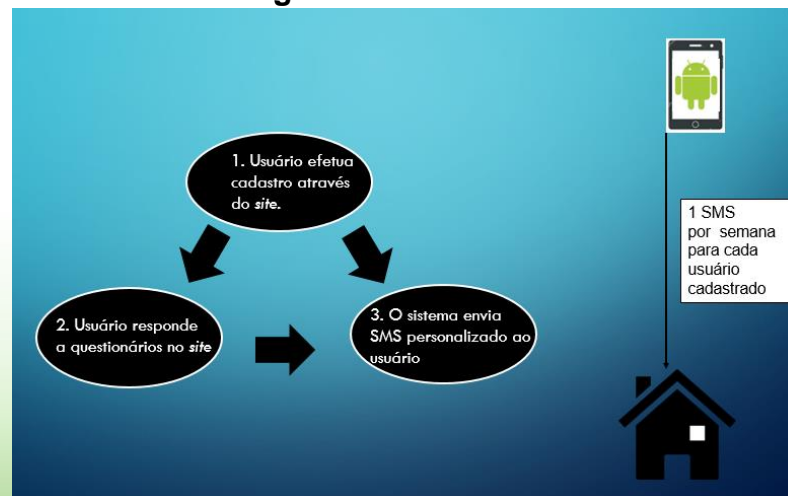 1. Usuário efetua
cadastro através
do site.
2. Usuário responde
a questionários no site
3. O sistema envia
SMS personalizado ao
usuário
1 SMS
por semana
para cada
usuário
cadastrado